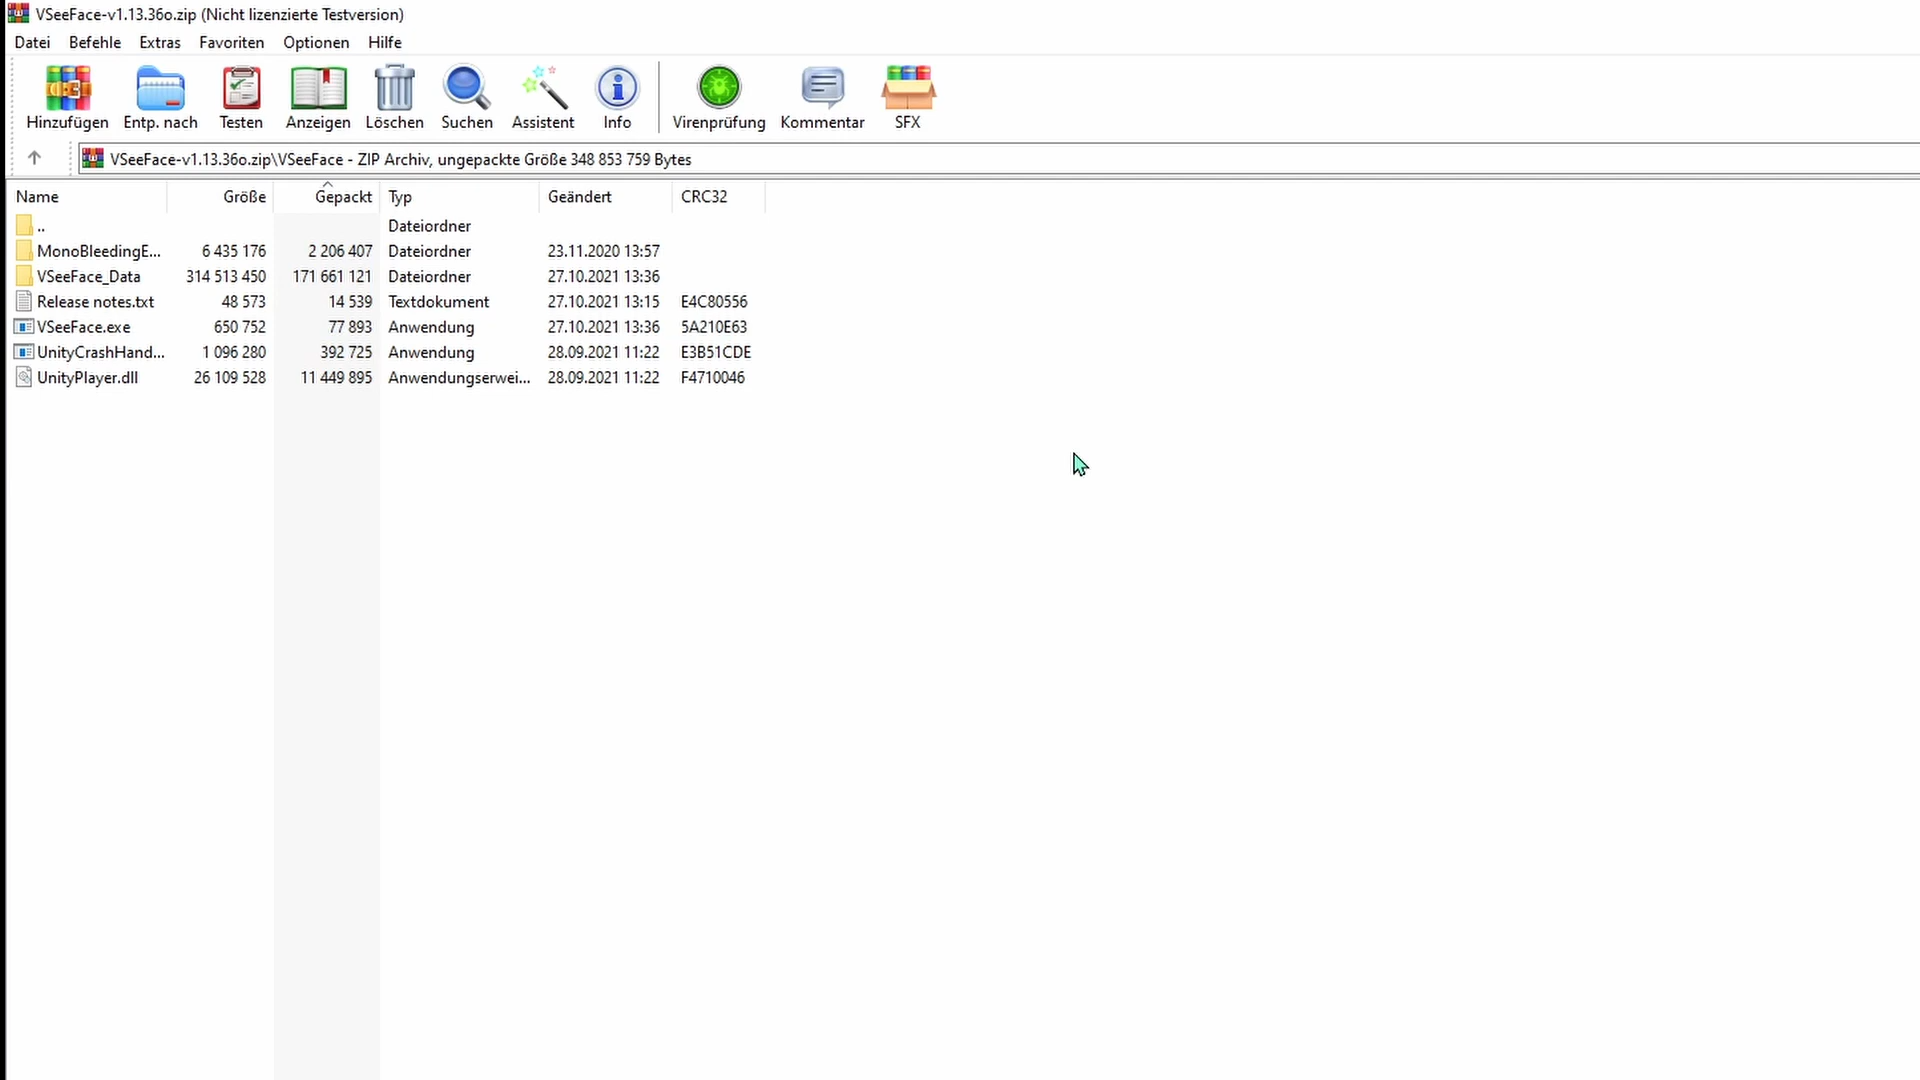 VSeeFace-v1.13.36o.zip (Nicht lizenzierte Testversion)
Datei Befehle Extras Favoriten Optionen Hilfe
Hinzufügen Entp. nach Testen Anzeigen Löschen Suchen Assistent Info Virenprüfung Kommentar SFX
VSeeFace-v1.13.36o.zip\VSeeFace - ZIP Archiv, ungepackte Größe 348 853 759 Bytes
Name Größe Gepackt Typ Geändert CRC32
.. Dateiordner
MonoBleedingE... 6 435 176 2 206 407 Dateiordner 23.11.2020 13:57
VSeeFace_Data 314 513 450 171 661 121 Dateiordner 27.10.2021 13:36
Release notes.txt 48 573 14 539 Textdokument 27.10.2021 13:15 E4C80556
VSeeFace.exe 650 752 77 893 Anwendung 27.10.2021 13:36 5A210E63
UnityCrashHand... 1 096 280 392 725 Anwendung 28.09.2021 11:22 E3B51CDE
UnityPlayer.dll 26 109 528 11 449 895 Anwendungserwei... 28.09.2021 11:22 F4710046